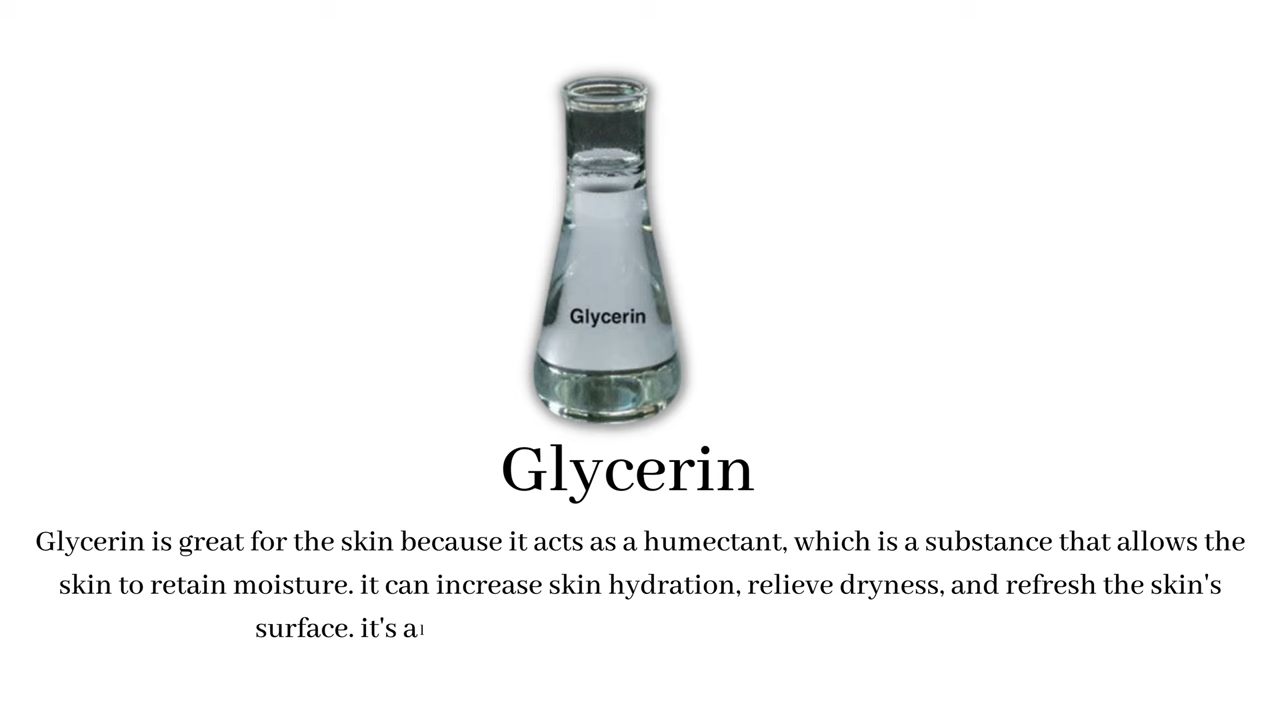 Glycerin
Glycerin
Glycerin is great for the skin because it acts as a humectant, which is a substance that allows the
skin to retain moisture. it can increase skin hydration, relieve dryness, and refresh the skin's
surface. it's al